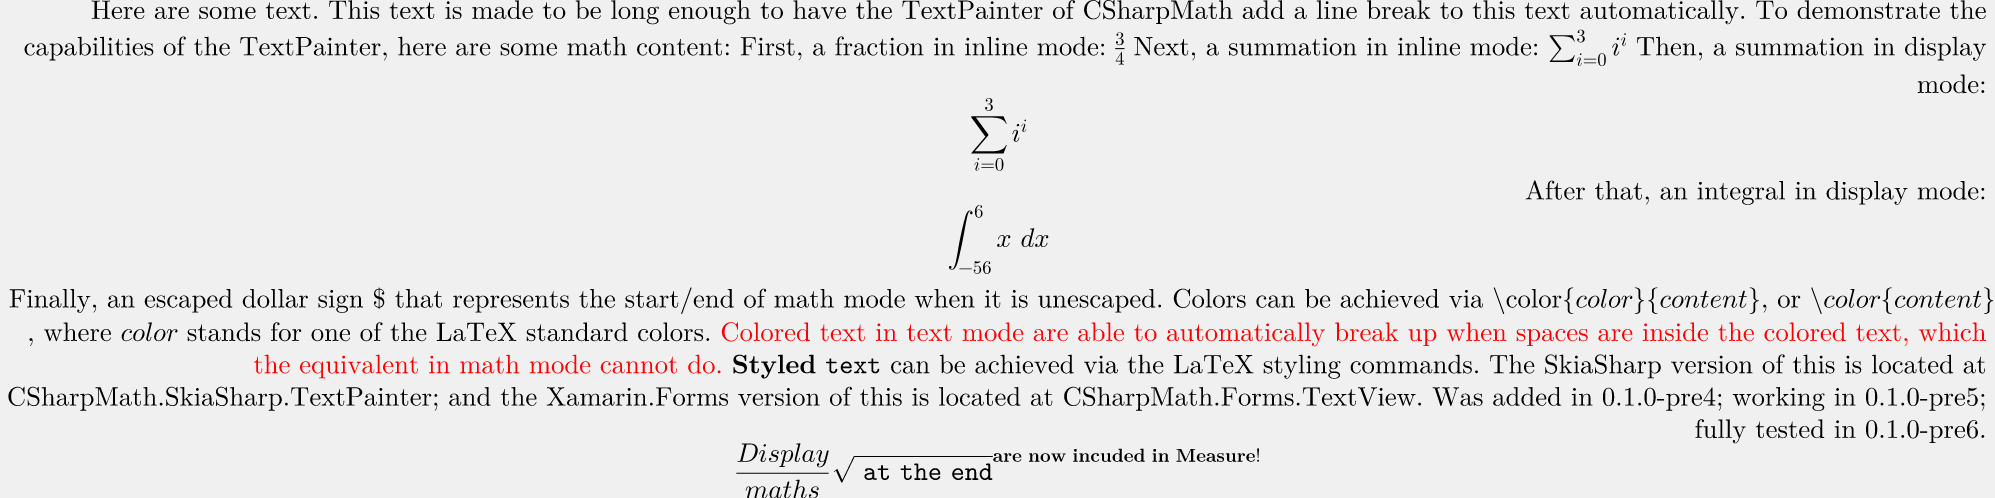 Here are some text. This text is made to be long enough to have the TextPainter of CSharpMath add a line break to this text automatically. To demonstrate the
capabilities of the TextPainter, here are some math content: First, a fraction in inline mode: 3/4 Next, a summation in inline mode: ∑_{i=0}^{3} i^i Then, a summation in display
mode:
∑_{i=0}^{3} i^i
After that, an integral in display mode:
∫_{-56}^{6} x dx
Finally, an escaped dollar sign $ that represents the start/end of math mode when it is unescaped. Colors can be achieved via \color{color}{content}, or \color{content}
, where color stands for one of the LaTeX standard colors. Colored text in text mode are able to automatically break up when spaces are inside the colored text, which
the equivalent in math mode cannot do. Styled text can be achieved via the LaTeX styling commands. The SkiaSharp version of this is located at
CSharpMath.SkiaSharp.TextPainter; and the Xamarin.Forms version of this is located at CSharpMath.Forms.TextView. Was added in 0.1.0-pre4; working in 0.1.0-pre5;
fully tested in 0.1.0-pre6.
Display/maths √(at the end)^{are now incuded in Measure!}